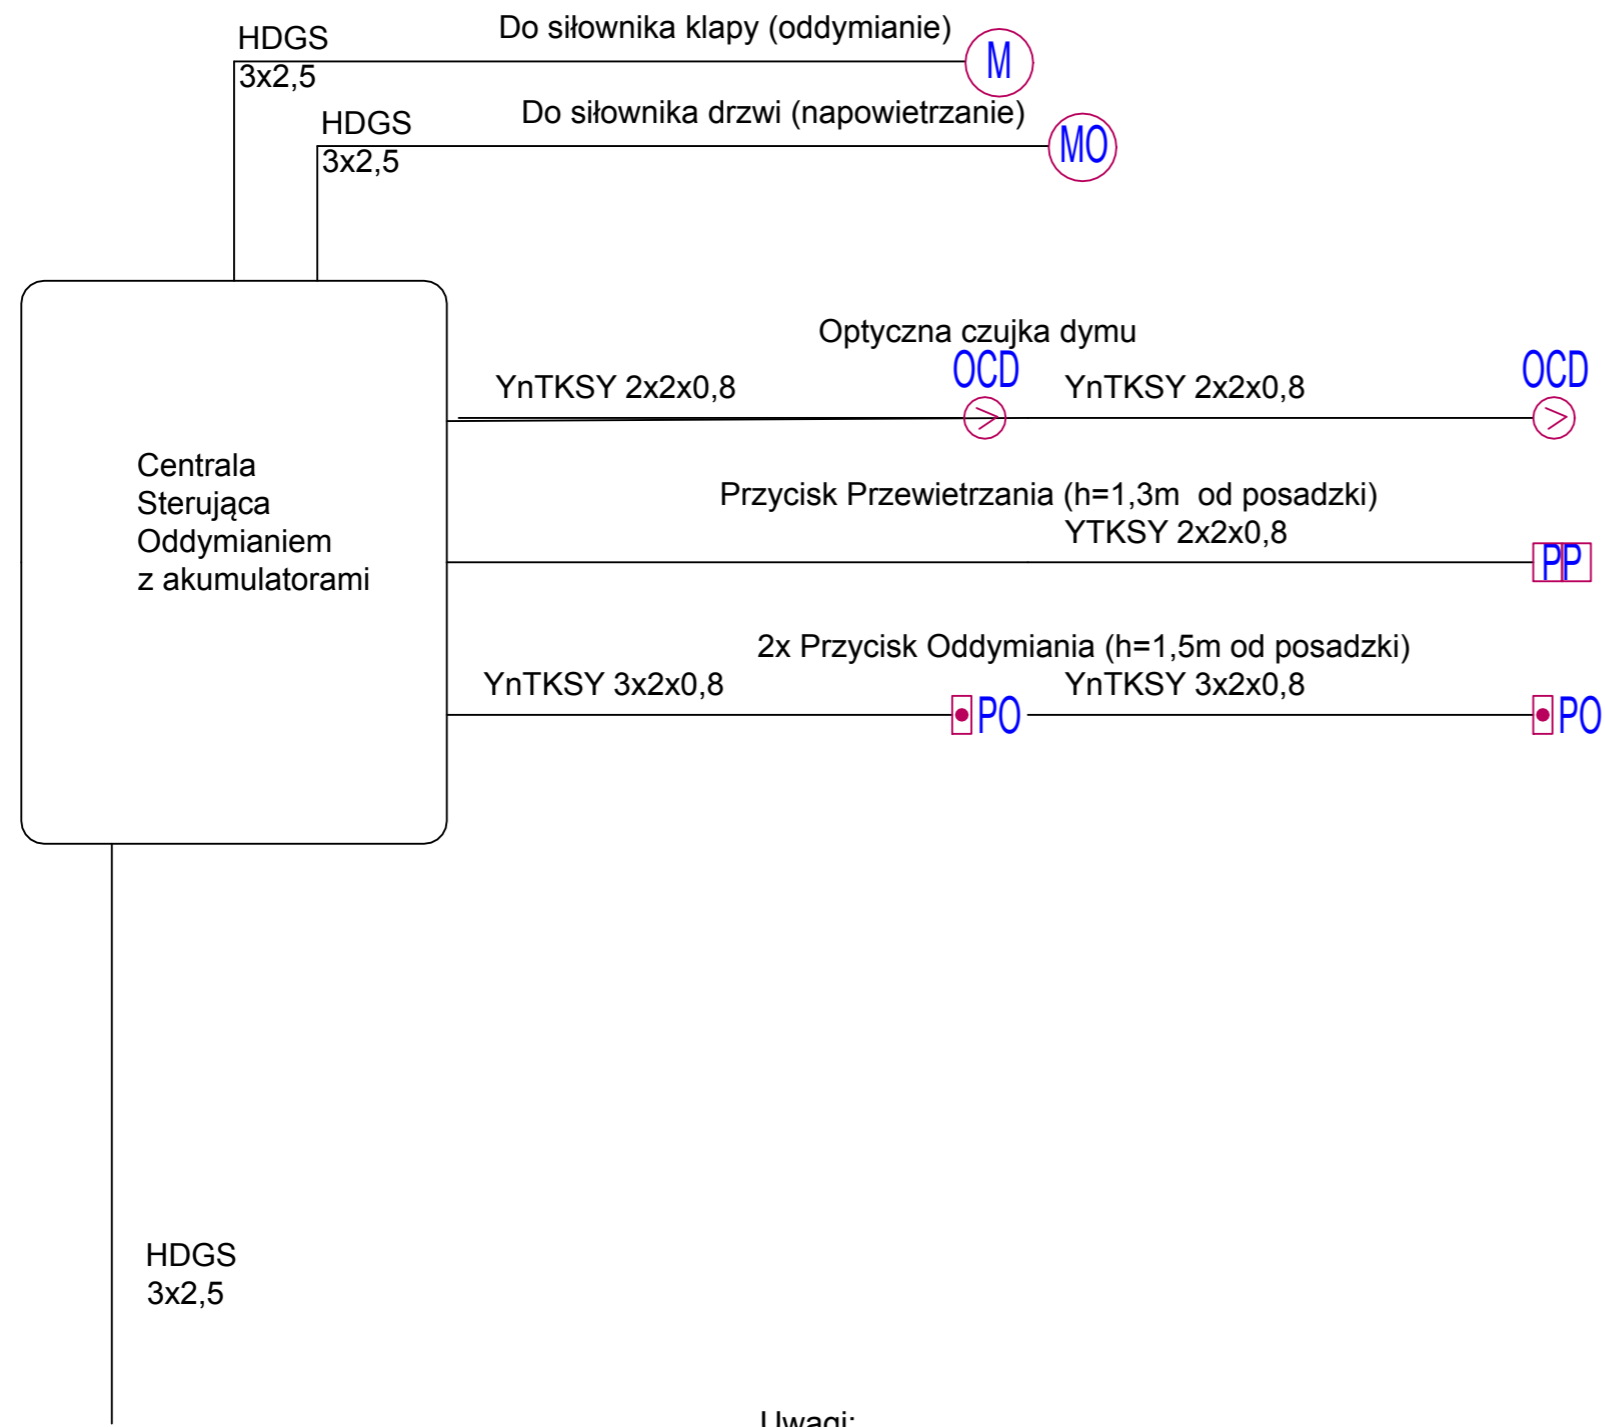 HDGS
3x2,5
Do siłownika klapy (oddymianie)
M
HDGS
3x2,5
Do siłownika drzwi (napowietrzanie)
MO
Optyczna czujka dymu
YnTKSY 2x2x0,8
OCD
YnTKSY 2x2x0,8
OCD
Centrala
Sterująca
Oddymianiem
z akumulatorami
Przycisk Przewietrzania (h=1,3m od posadzki)
YTKSY 2x2x0,8
PP
2x Przycisk Oddymiania (h=1,5m od posadzki)
YnTKSY 3x2x0,8
YnTKSY 3x2x0,8
PO
PO
HDGS
3x2,5
Uwagi: